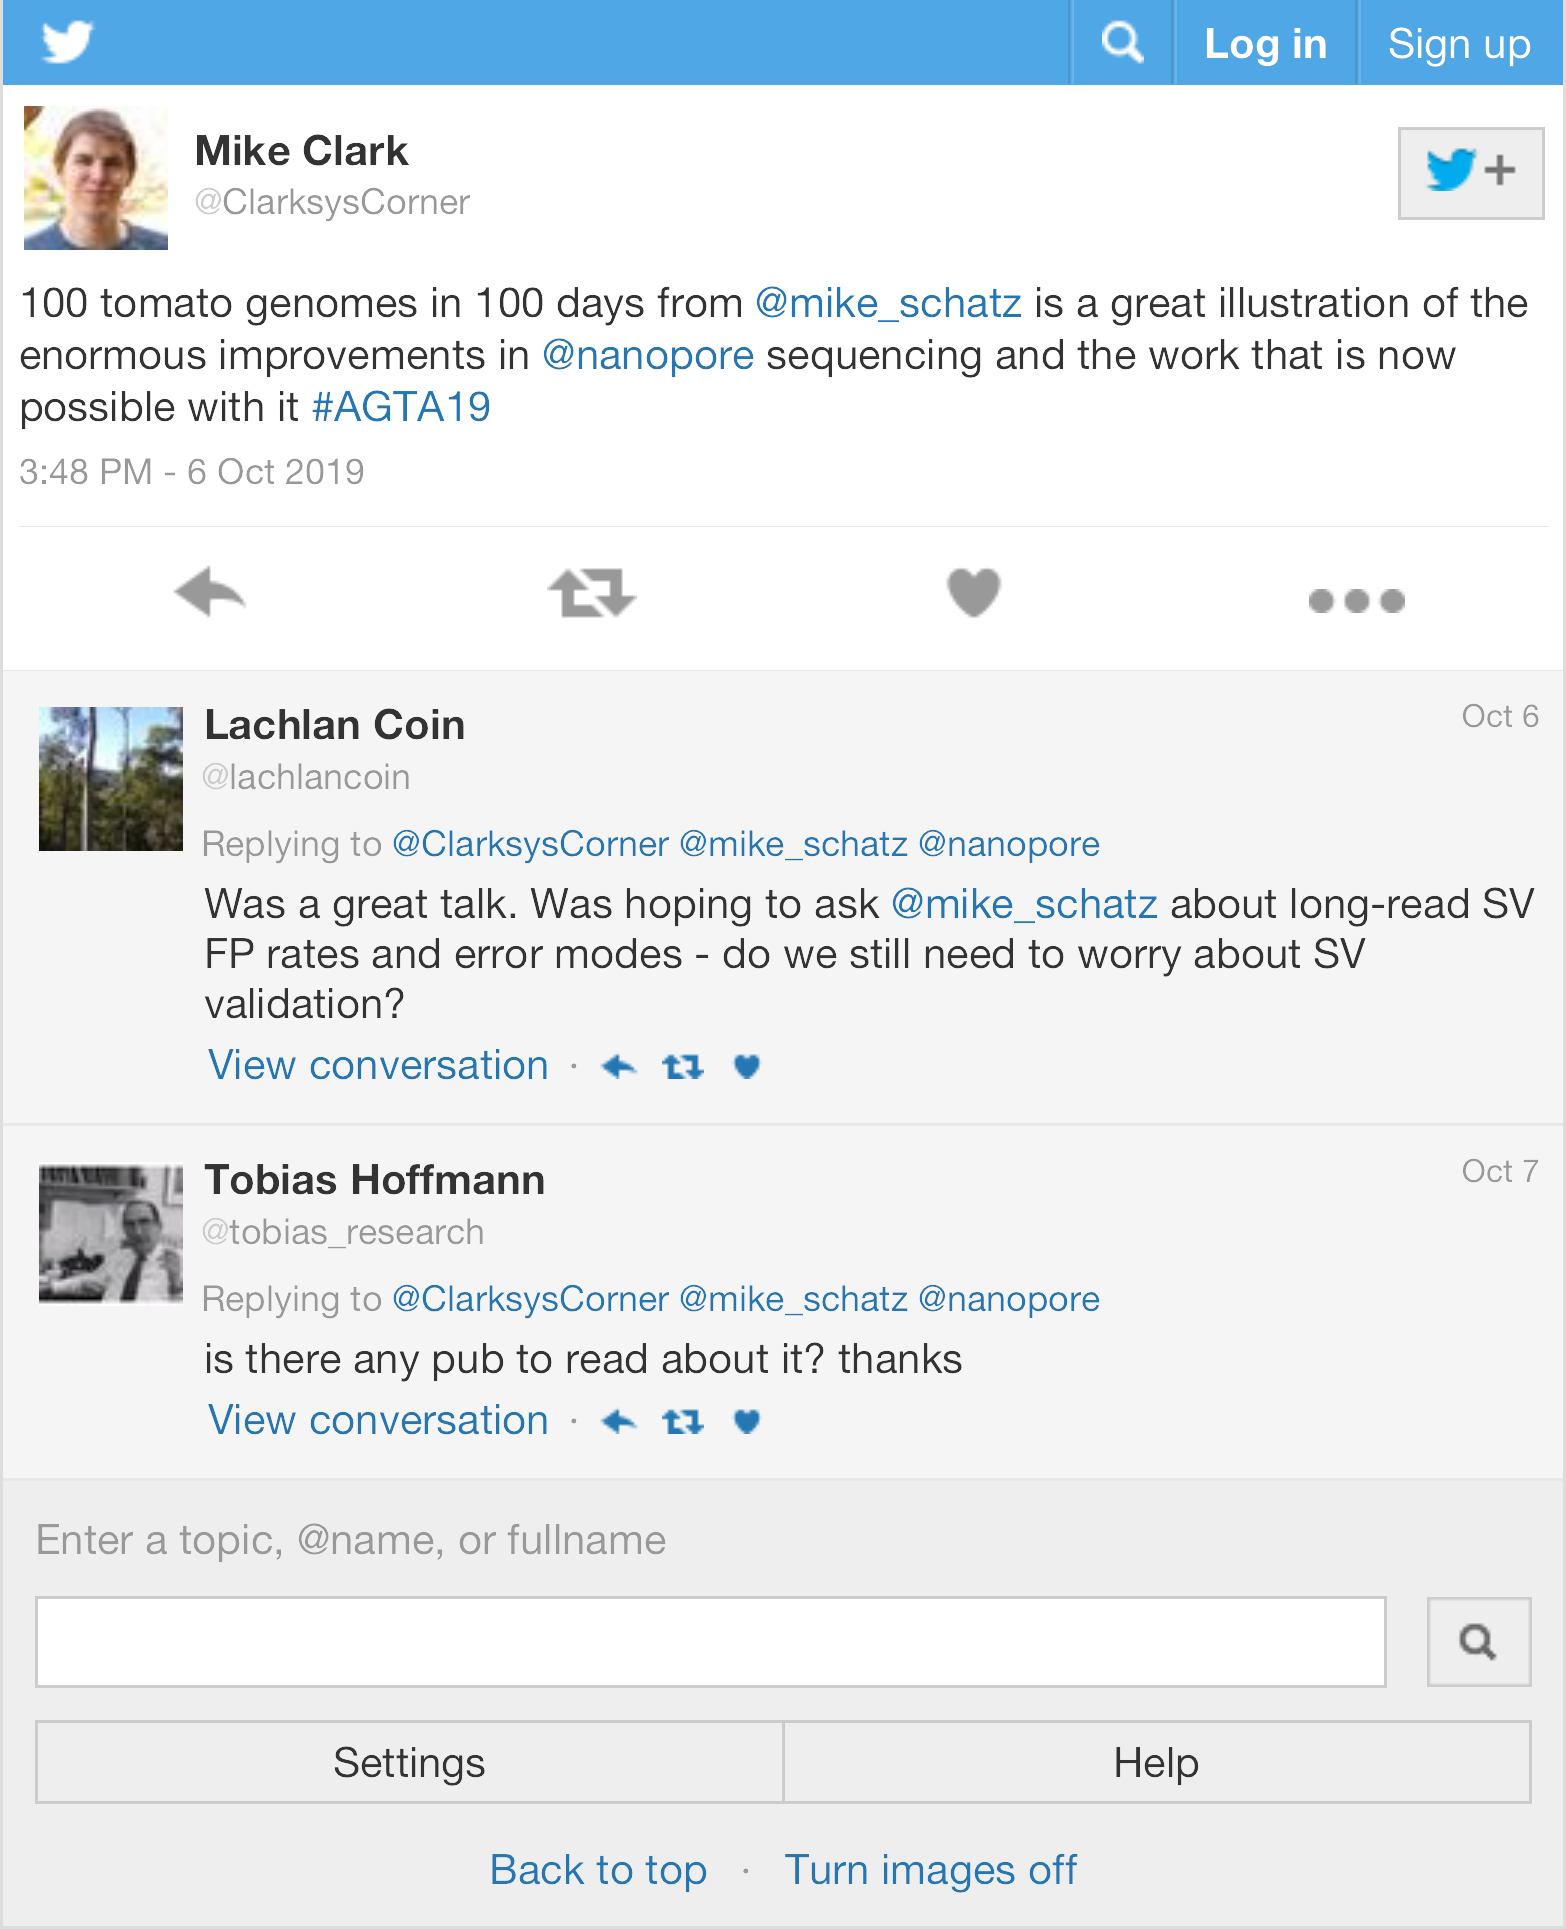 Log in
Sign up
Mike Clark
@ClarksysCorner
+
100 tomato genomes in 100 days from @mike_schatz is a great illustration of the
enormous improvements in @nanopore sequencing and the work that is now
possible with it #AGTA19
3:48 PM - 6 Oct 2019
Lachlan Coin
Oct 6
@lachlancoin
Replying to @ClarksysCorner @mike_schatz @nanopore
Was a great talk. Was hoping to ask @mike_schatz about long-read SV
FP rates and error modes - do we still need to worry about SV
validation?
View conversation ·
Tobias Hoffmann
Oct 7
@tobias_research
Replying to @ClarksysCorner @mike_schatz @nanopore
is there any pub to read about it? thanks
View conversation ·
Enter a topic, @name, or fullname
Settings
Help
Back to top · Turn images off